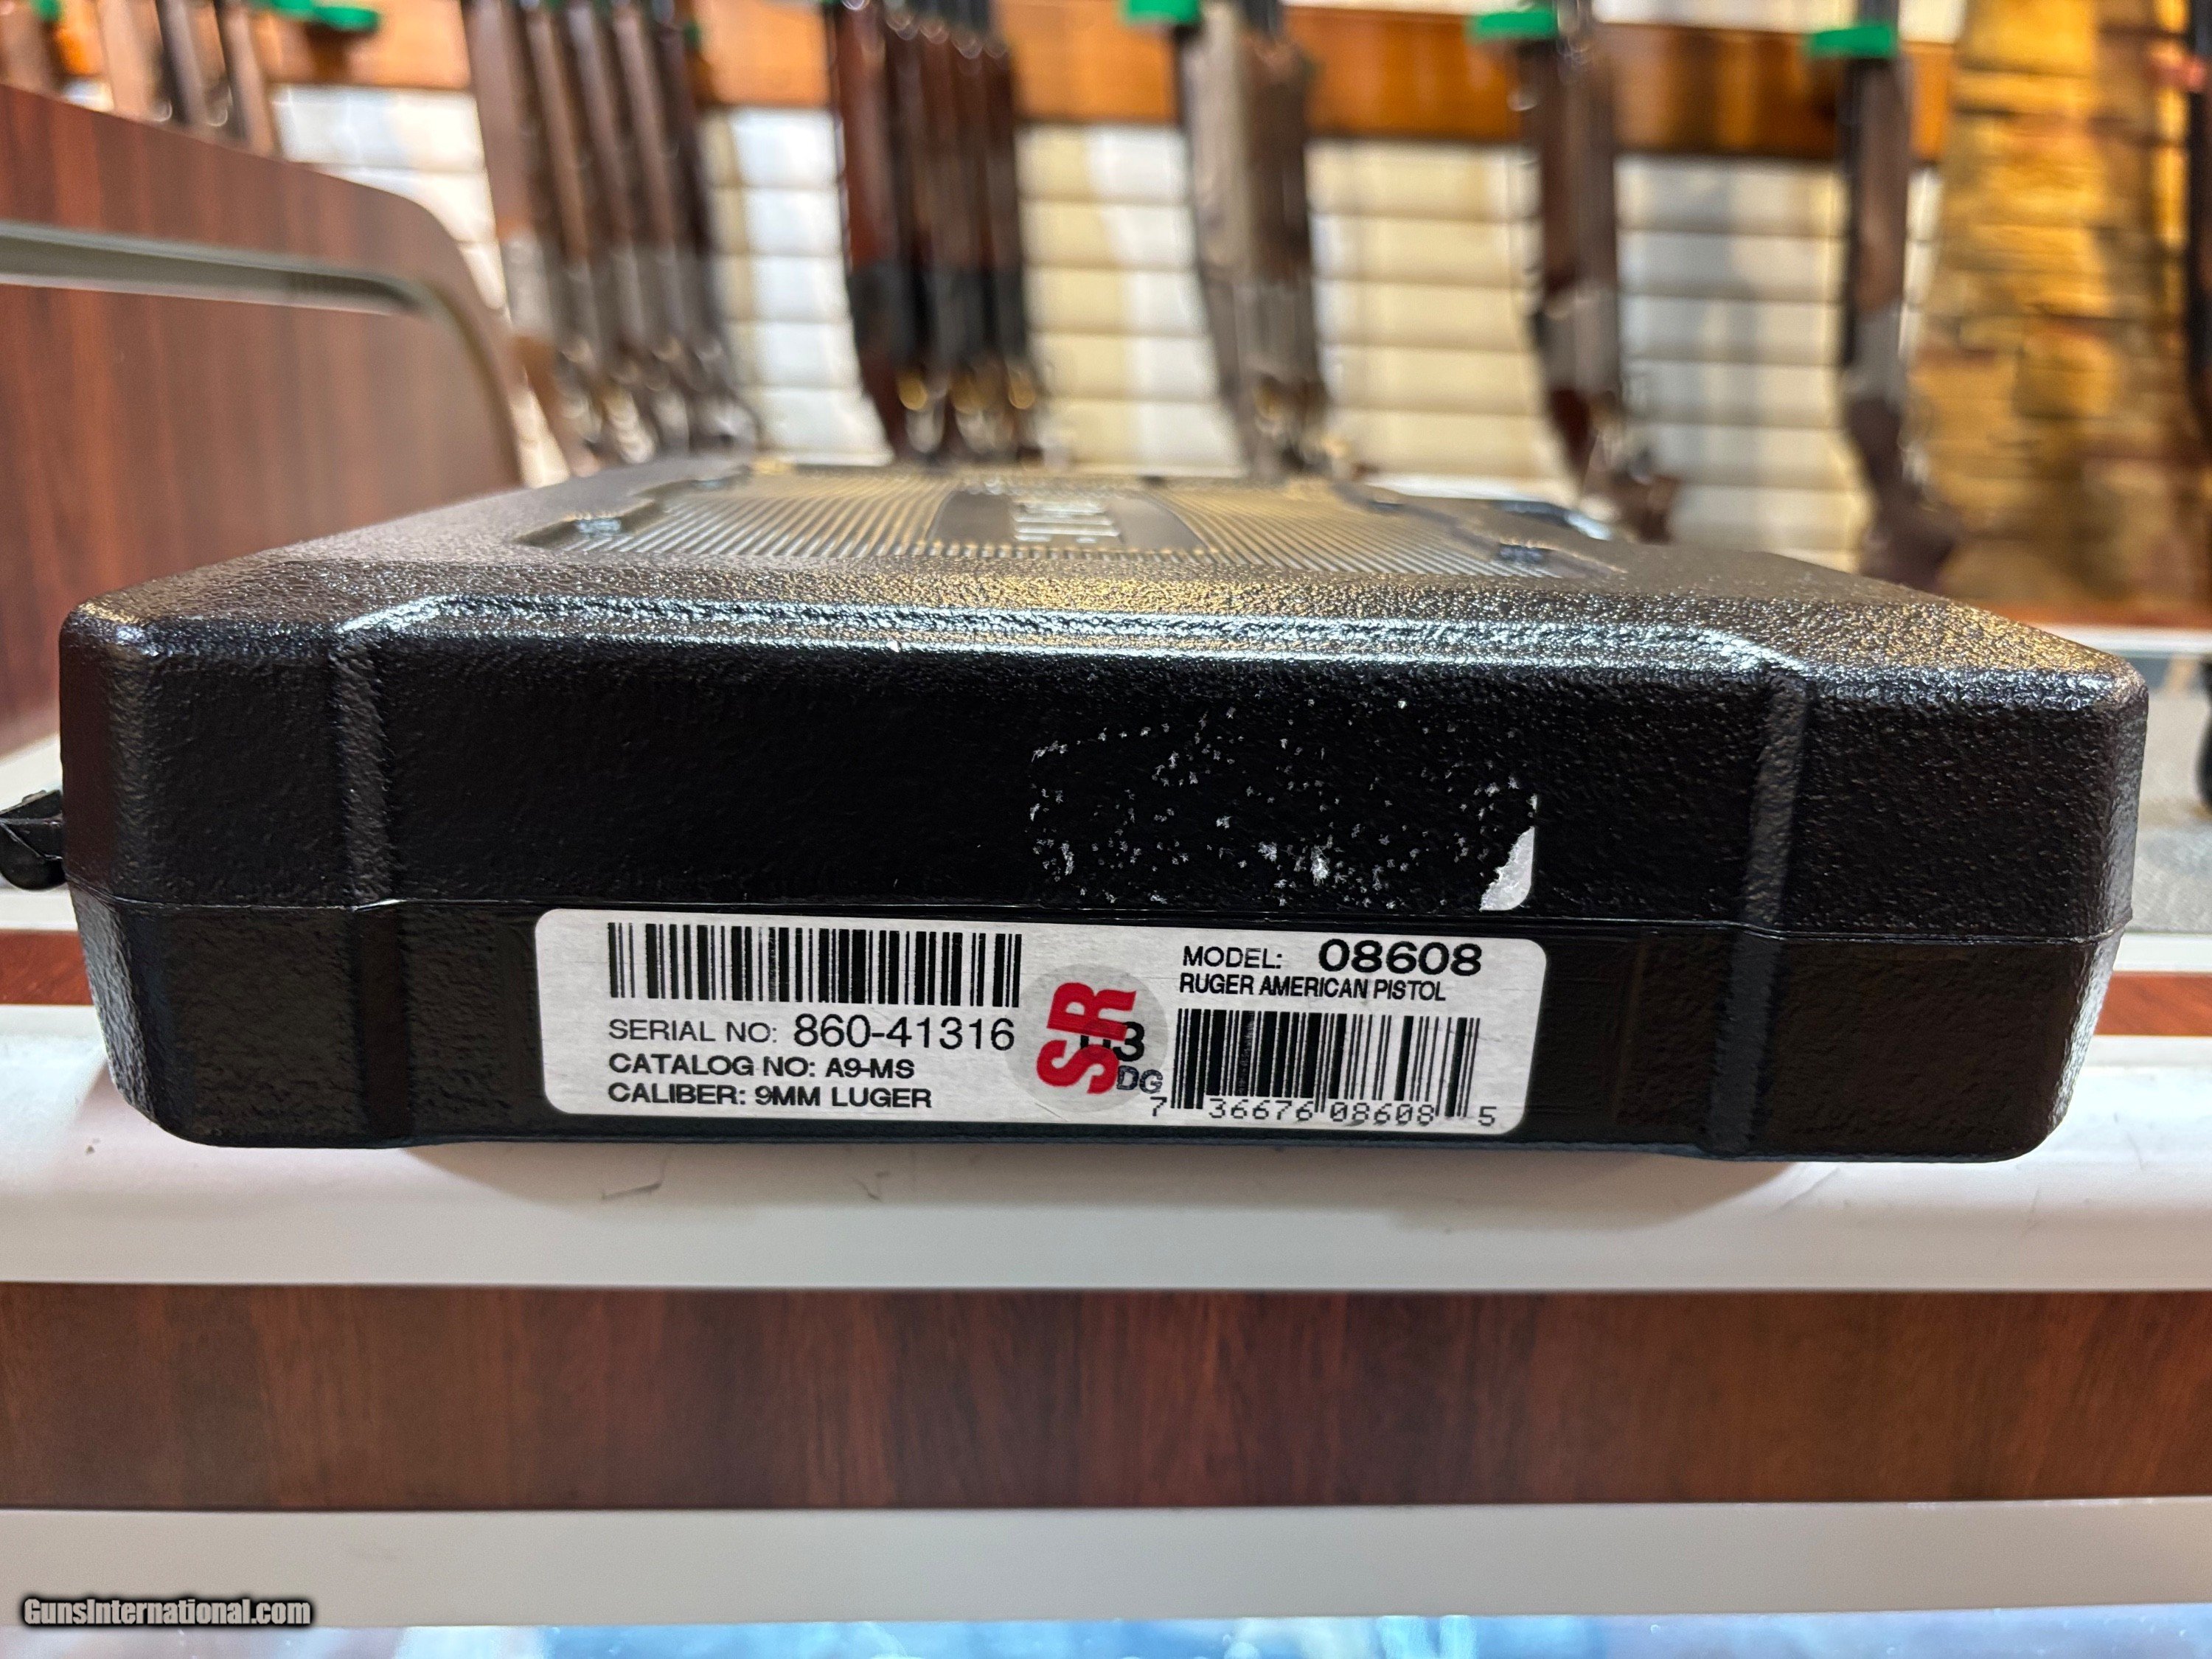 SERIAL NO: 860-41316
CATALOG NO: A9-MS
CALIBER: 9MM LUGER
SR
03
DG
MODEL: 08608
RUGER AMERICAN PISTOL
7 36676 08608 5
GunsInternational.com